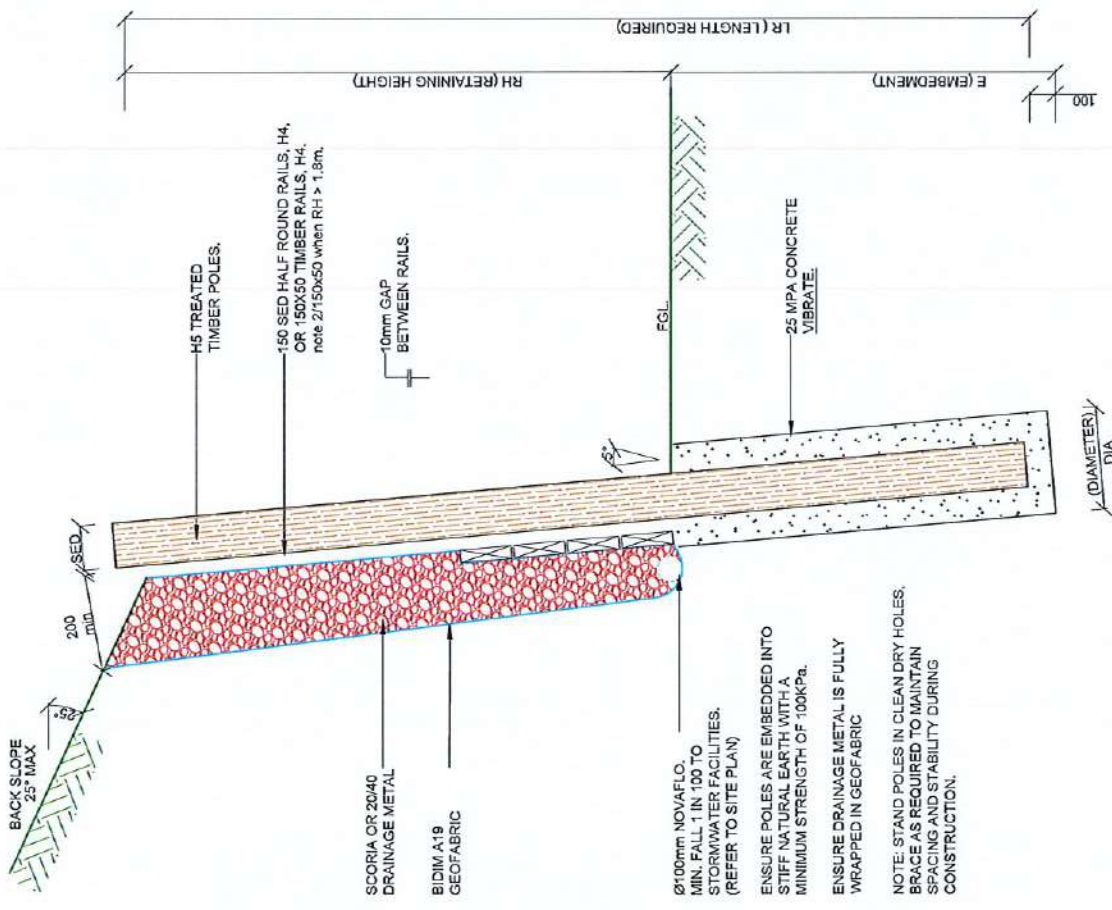 BACK SLOPE
25° MAX
25°
200
min
SED
H5 TREATED
TIMBER POLES.
150 SED HALF ROUND RAILS, H4,
OR 150X50 TIMBER RAILS, H4.
note 2/150x50 when RH > 1.8m.
10mm GAP
BETWEEN RAILS.
RH (RETAINING HEIGHT)
LR ( LENGTH REQUIRED)
SCORIA OR 20/40
DRAINAGE METAL
BIDIM A19
GEOFABRIC
5°
FGL.
E (EMBEDMENT)
100
Ø100mm NOVAFLO.
MIN. FALL 1 IN 100 TO
STORMWATER FACILITIES.
(REFER TO SITE PLAN)
25 MPA CONCRETE
VIBRATE.
ENSURE POLES ARE EMBEDDED INTO
STIFF NATURAL EARTH WITH A
MINIMUM STRENGTH OF 100KPa.
ENSURE DRAINAGE METAL IS FULLY
WRAPPED IN GEOFABRIC
NOTE: STAND POLES IN CLEAN DRY HOLES,
BRACE AS REQUIRED TO MAINTAIN
SPACING AND STABILITY DURING
CONSTRUCTION.
(DIAMETER)
DIA